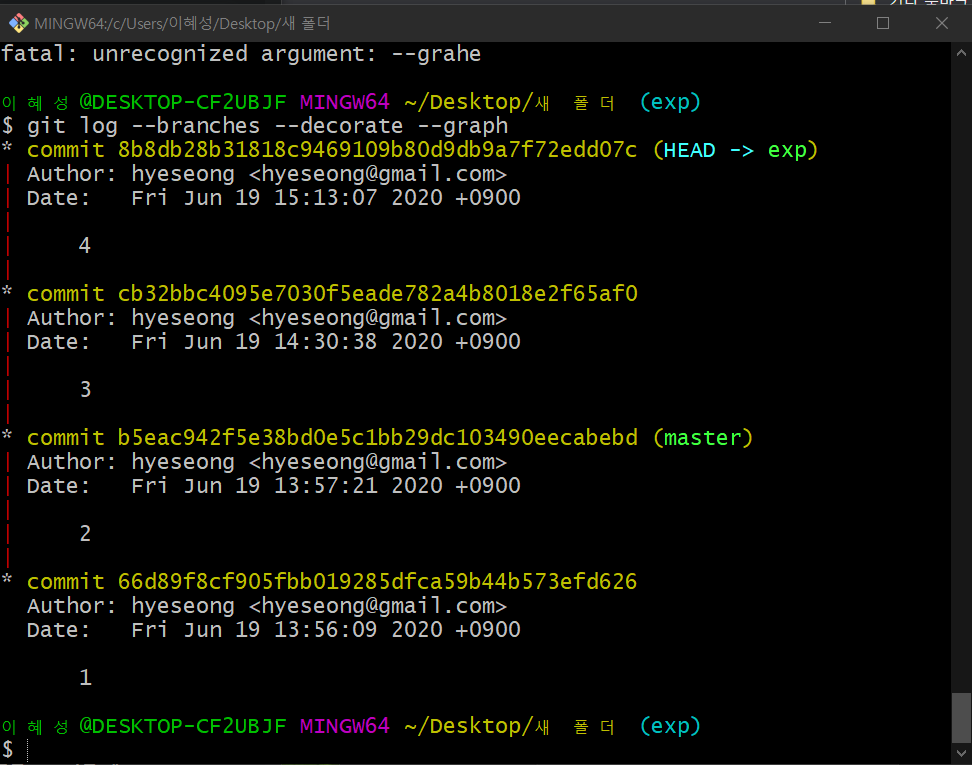 MINGW64:/c/Users/이혜성/Desktop/새 폴더
fatal: unrecognized argument: --grahe
이혜성@DESKTOP-CF2UBJF MINGW64 ~/Desktop/새 폴더 (exp)
$ git log --branches --decorate --graph
* commit 8b8db28b31818c9469109b80d9db9a7f72edd07c (HEAD -> exp)
| Author: hyeseong <hyeseong@gmail.com>
| Date:   Fri Jun 19 15:13:07 2020 +0900
|
|     4
|
* commit cb32bbc4095e7030f5eade782a4b8018e2f65af0
| Author: hyeseong <hyeseong@gmail.com>
| Date:   Fri Jun 19 14:30:38 2020 +0900
|
|     3
|
* commit b5eac942f5e38bd0e5c1bb29dc103490eecabebd (master)
| Author: hyeseong <hyeseong@gmail.com>
| Date:   Fri Jun 19 13:57:21 2020 +0900
|
|     2
|
* commit 66d89f8cf905fbb019285dfca59b44b573efd626
  Author: hyeseong <hyeseong@gmail.com>
  Date:   Fri Jun 19 13:56:09 2020 +0900
      1
이혜성@DESKTOP-CF2UBJF MINGW64 ~/Desktop/새 폴더 (exp)
$